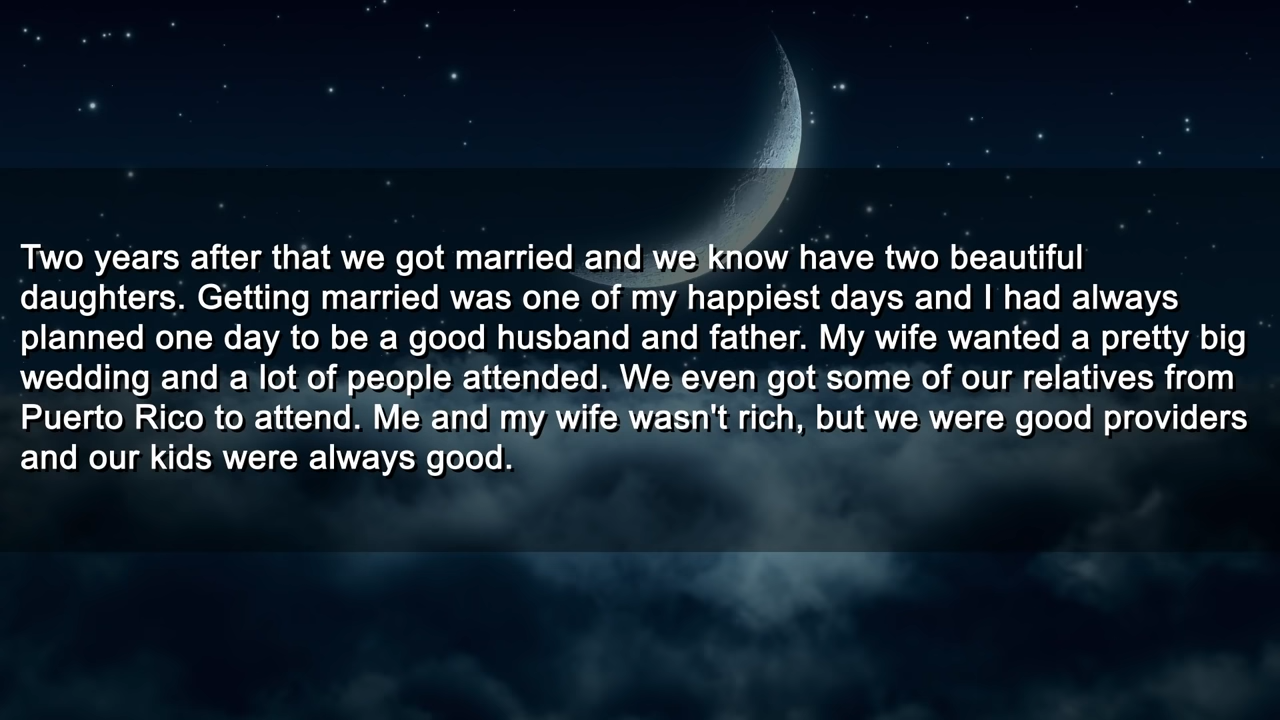 Two years after that we got married and we know have two beautiful
daughters. Getting married was one of my happiest days and I had always
planned one day to be a good husband and father. My wife wanted a pretty big
wedding and a lot of people attended. We even got some of our relatives from
Puerto Rico to attend. Me and my wife wasn't rich, but we were good providers
and our kids were always good.